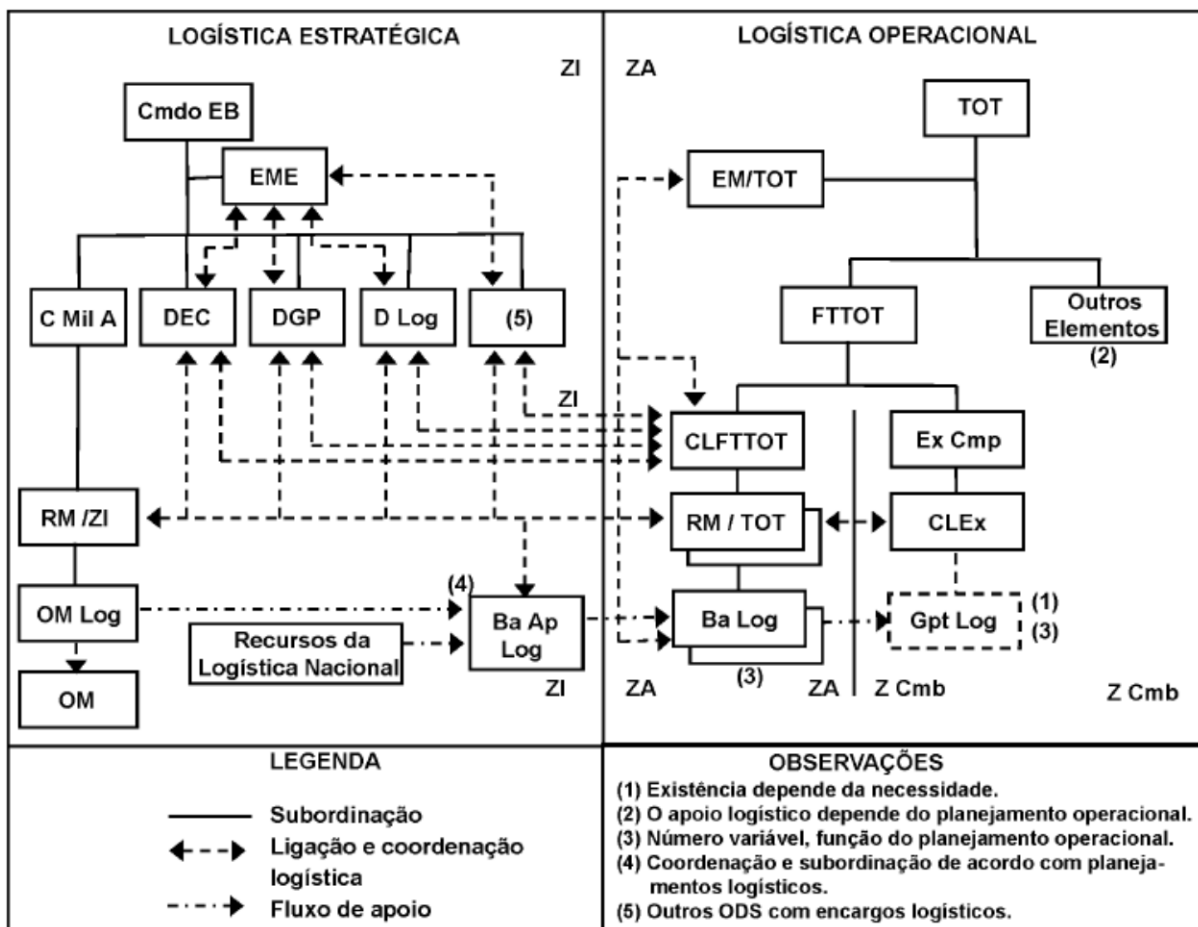 LOGÍSTICA ESTRATÉGICA
ZI
Cmdo EB
EME
C Mil A
DEC
DGP
D Log
(5)
ZI
RM /ZI
OM Log
(4)
Recursos da
Logística Nacional
Ba Ap
Log
OM
ZI
LOGÍSTICA OPERACIONAL
ZA
TOT
EM/TOT
FTTOT
Outros
Elementos
(2)
CLFTTOT
Ex Cmp
RM / TOT
CLEx
Ba Log
Gpt Log
(1)
(3)
(3)
ZA
ZA
Z Cmb
Z Cmb
LEGENDA
Subordinação
Ligação e coordenação
logística
Fluxo de apoio
OBSERVAÇÕES
(1) Existência depende da necessidade.
(2) O apoio logístico depende do planejamento operacional.
(3) Número variável, função do planejamento operacional.
(4) Coordenação e subordinação de acordo com planeja-
mentos logísticos.
(5) Outros ODS com encargos logísticos.